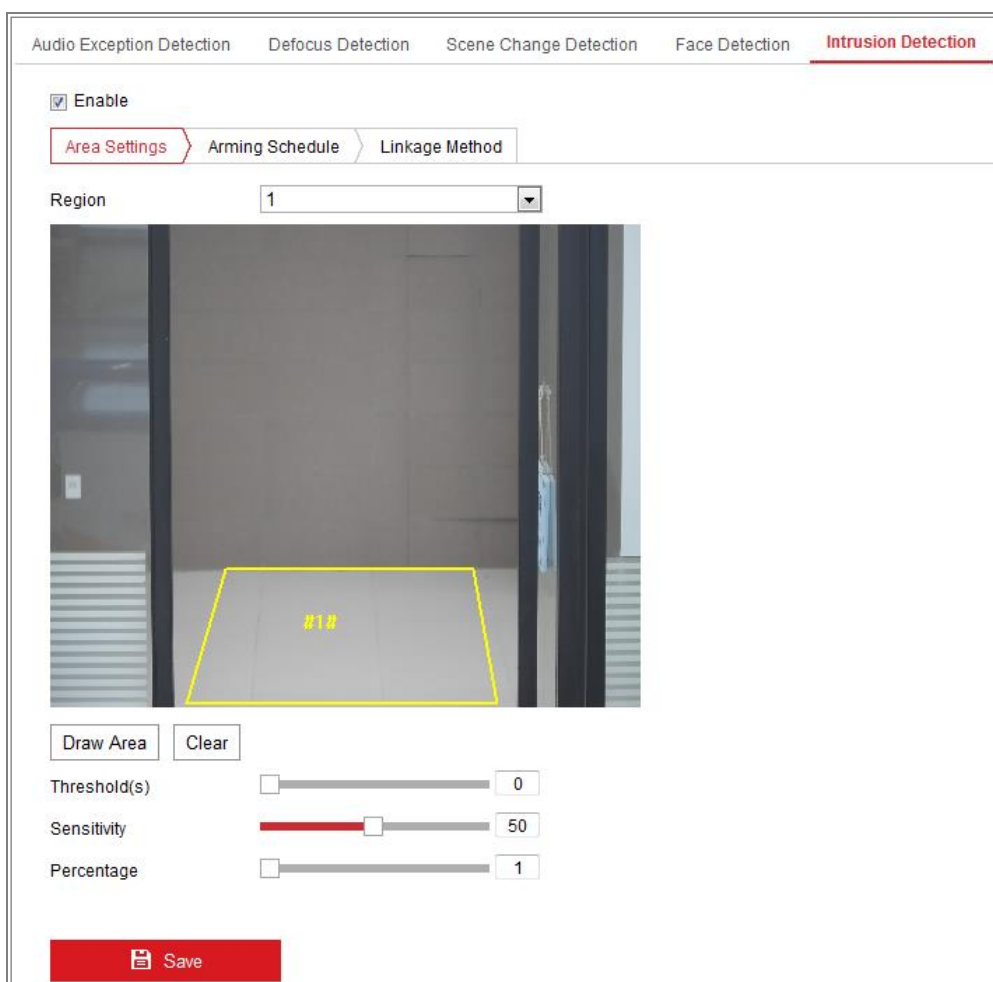 Audio Exception Detection Defocus Detection Scene Change Detection Face Detection Intrusion Detection
Enable
Area Settings Arming Schedule Linkage Method
Region 1
#1#
Draw Area Clear
Threshold(s) 0
Sensitivity 50
Percentage 1
Save